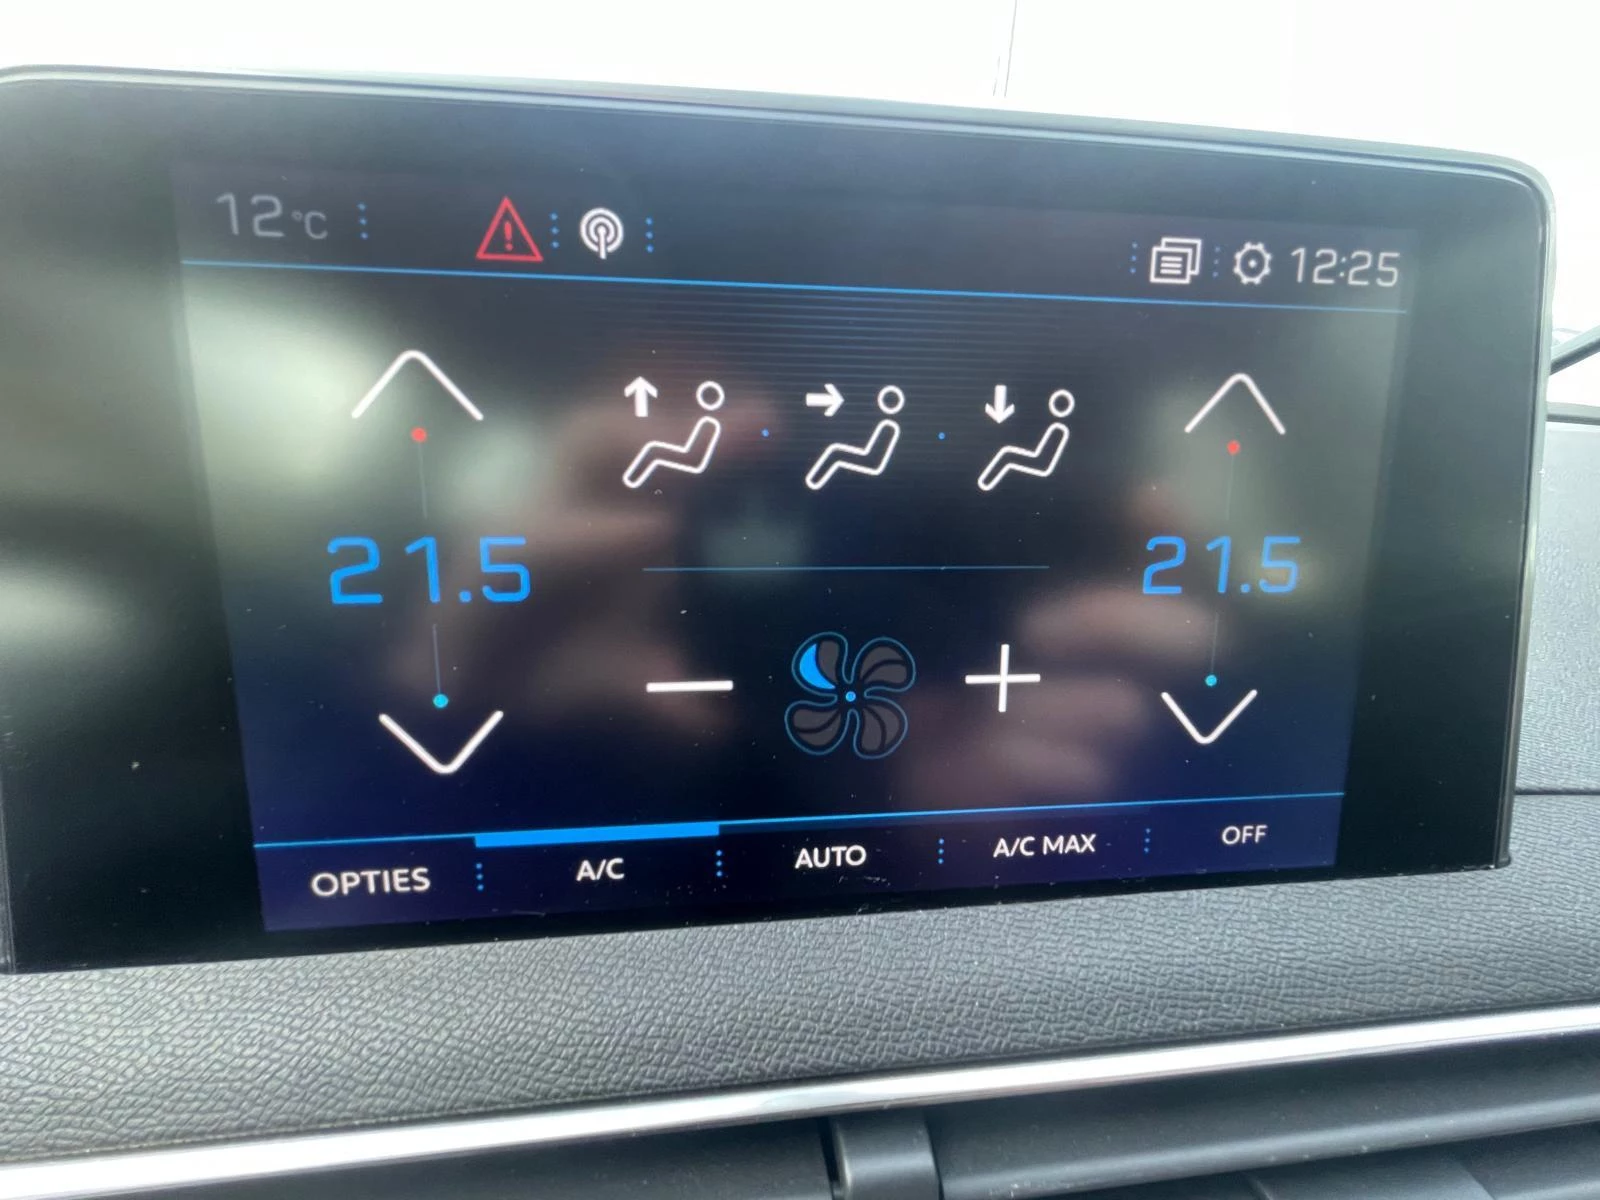 12°C
12:25
21.5
21.5
OPTIES
A/C
AUTO
A/C MAX
OFF